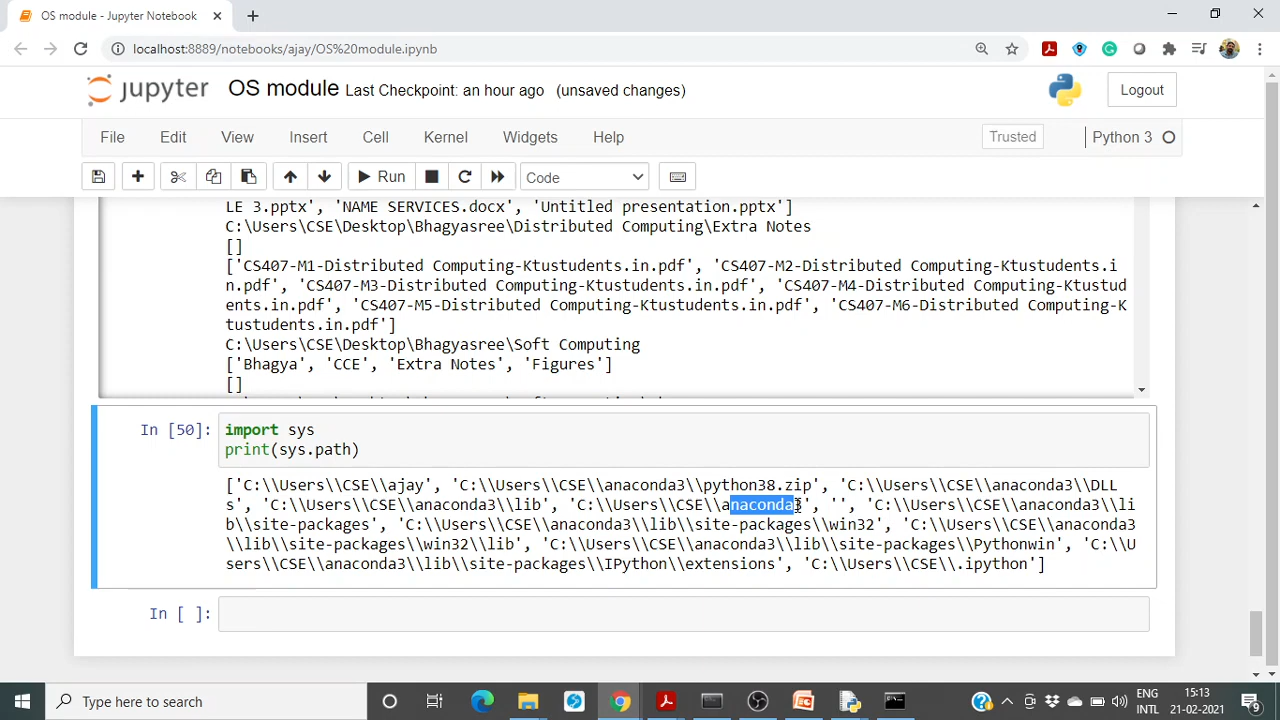 OS module - Jupyter Notebook
localhost:8889/notebooks/ajay/OS%20module.ipynb
jupyter OS module Last Checkpoint: an hour ago (unsaved changes)
Logout
File Edit View Insert Cell Kernel Widgets Help
Trusted
Python 3
Run
Code
LE 3.pptx', 'NAME SERVICES.docx', 'Untitled presentation.pptx']
C:\Users\CSE\Desktop\Bhagyasree\Distributed Computing\Extra Notes
[]
['CS407-M1-Distributed Computing-Ktustudents.in.pdf', 'CS407-M2-Distributed Computing-Ktustudents.i
n.pdf', 'CS407-M3-Distributed Computing-Ktustudents.in.pdf', 'CS407-M4-Distributed Computing-Ktustud
ents.in.pdf', 'CS407-M5-Distributed Computing-Ktustudents.in.pdf', 'CS407-M6-Distributed Computing-K
tustudents.in.pdf']
C:\Users\CSE\Desktop\Bhagyasree\Soft Computing
['Bhagya', 'CCE', 'Extra Notes', 'Figures']
[]
In [50]: import sys
print(sys.path)
['C:\\Users\\CSE\\ajay', 'C:\\Users\\CSE\\anaconda3\\python38.zip', 'C:\\Users\\CSE\\anaconda3\\DLL
s', 'C:\\Users\\CSE\\anaconda3\\lib', 'C:\\Users\\CSE\\anaconda3', '', 'C:\\Users\\CSE\\anaconda3\\li
b\\site-packages', 'C:\\Users\\CSE\\anaconda3\\lib\\site-packages\\win32', 'C:\\Users\\CSE\\anaconda3
\\lib\\site-packages\\win32\\lib', 'C:\\Users\\CSE\\anaconda3\\lib\\site-packages\\Pythonwin', 'C:\\U
sers\\CSE\\anaconda3\\lib\\site-packages\\IPython\\extensions', 'C:\\Users\\CSE\\.ipython']
In [ ]:
Type here to search
ENG
INTL
15:13
21-02-2021
9